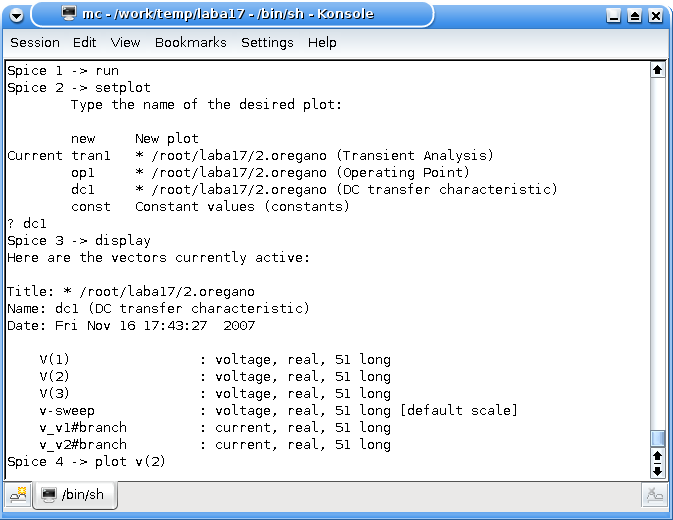 mc - /work/temp/laba17 - /bin/sh - Konsole
Session Edit View Bookmarks Settings Help
Spice 1 -> run
Spice 2 -> setplot
Type the name of the desired plot:
new New plot
Current tran1 * /root/laba17/2.oregano (Transient Analysis)
op1 * /root/laba17/2.oregano (Operating Point)
dc1 * /root/laba17/2.oregano (DC transfer characteristic)
const Constant values (constants)
? dc1
Spice 3 -> display
Here are the vectors currently active:
Title: * /root/laba17/2.oregano
Name: dc1 (DC transfer characteristic)
Date: Fri Nov 16 17:43:27 2007
V(1) : voltage, real, 51 long
V(2) : voltage, real, 51 long
V(3) : voltage, real, 51 long
v-sweep : voltage, real, 51 long [default scale]
v_v1#branch : current, real, 51 long
v_v2#branch : current, real, 51 long
Spice 4 -> plot v(2)
/bin/sh